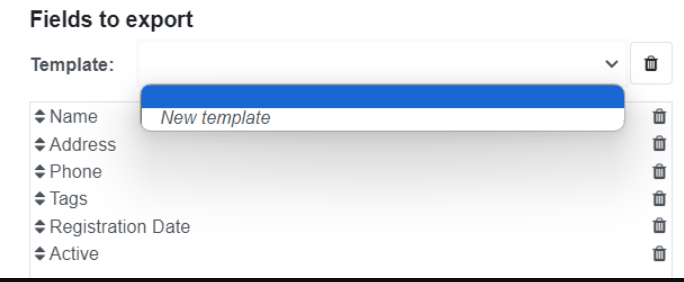 Fields to export
Template:
New template
Name
Address
Phone
Tags
Registration Date
Active